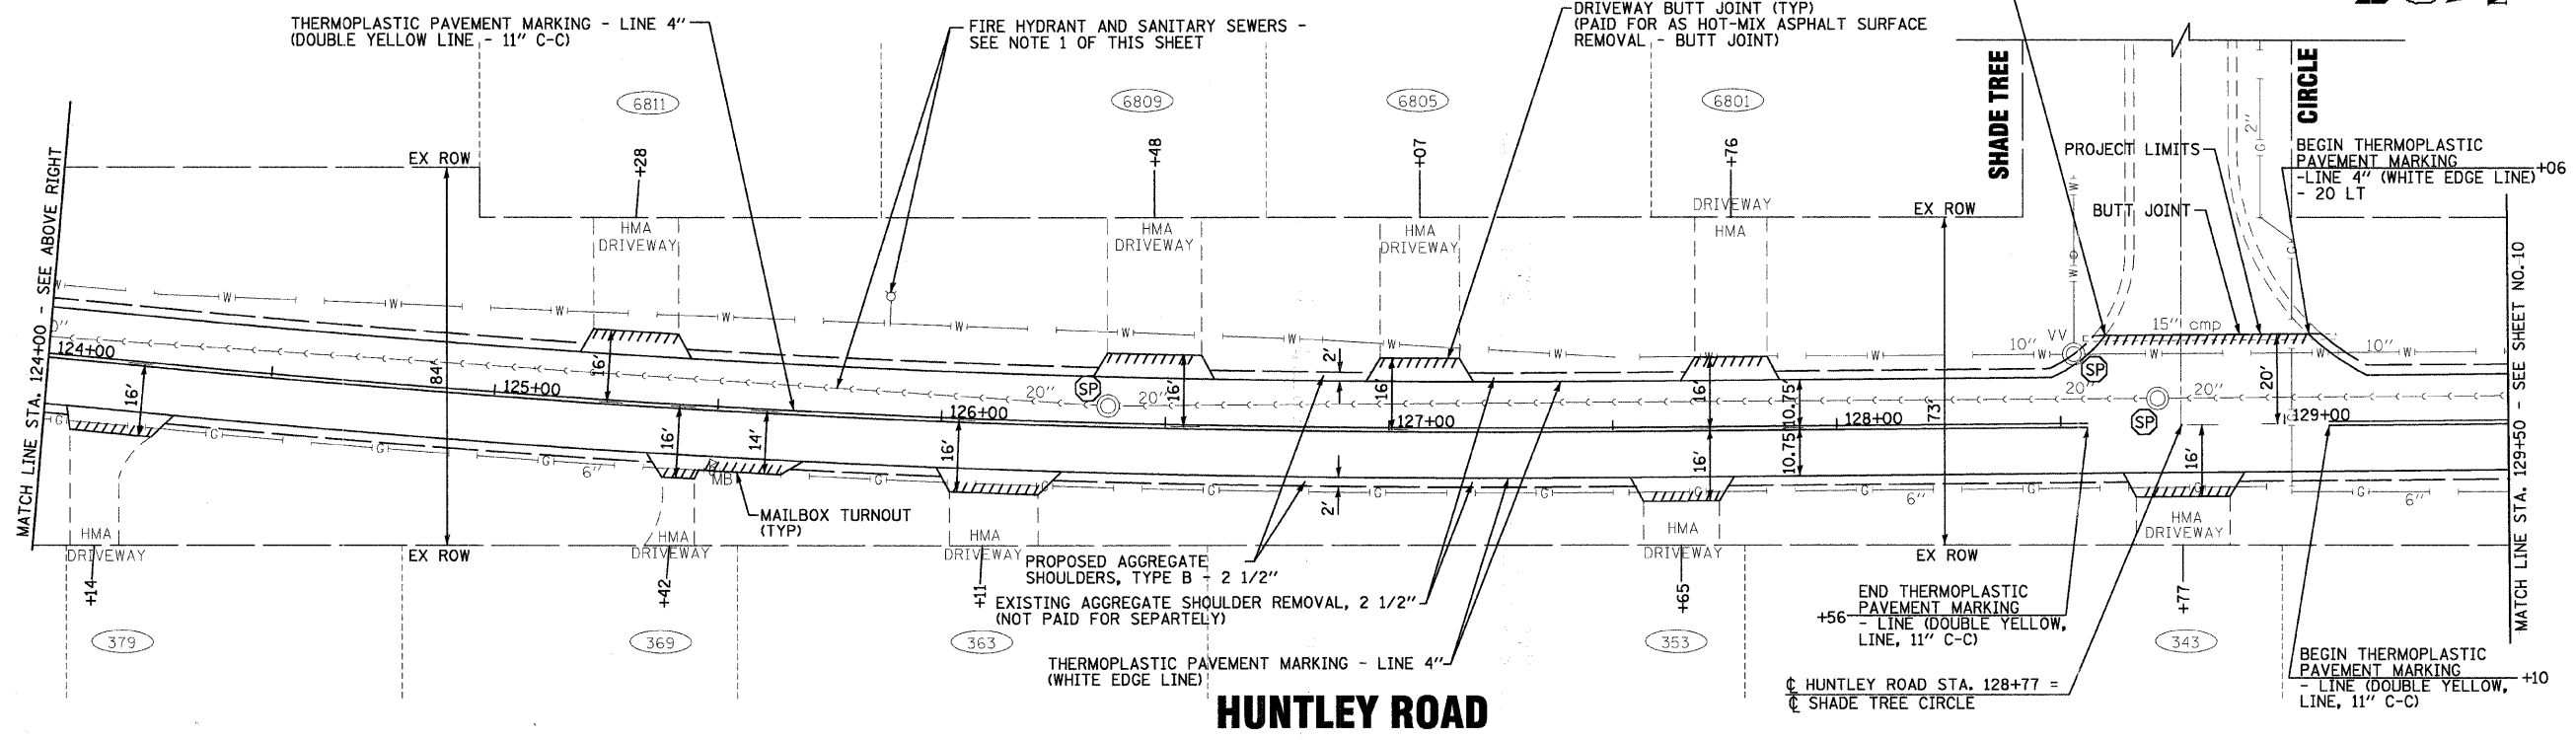 THERMOPLASTIC PAVEMENT MARKING - LINE 4"
(DOUBLE YELLOW LINE - 11" C-C)
FIRE HYDRANT AND SANITARY SEWERS -
SEE NOTE 1 OF THIS SHEET
DRIVEWAY BUTT JOINT (TYP)
(PAID FOR AS HOT-MIX ASPHALT SURFACE
REMOVAL - BUTT JOINT)
SHADE TREE
CIRCLE
6811
6809
6805
6801
+28
+48
+07
+76
EX ROW
EX ROW
PROJECT LIMITS
BUTT JOINT
BEGIN THERMOPLASTIC
PAVEMENT MARKING
-LINE 4" (WHITE EDGE LINE)
- 20 LT
+06
HMA
DRIVEWAY
HMA
DRIVEWAY
HMA
DRIVEWAY
DRIVEWAY
HMA
MATCH LINE STA. 124+00 - SEE ABOVE RIGHT
MATCH LINE STA. 129+50 - SEE SHEET NO.10
W
W
W
W
W
W
W
W
W
W
W
W
G
2"
G
15" cmp
VV
10"
10"
124+00
125+00
126+00
127+00
128+00
129+00
84'
73'
16'
16'
16'
14'
16'
16'
16'
16'
16'
16'
20'
2'
2'
10.75'
10.75'
20"
20"
20"
20"
SP
SP
SP
G
G
G
G
G
G
G
G
G
G
6"
6"
6"
MB
MAILBOX TURNOUT
(TYP)
HMA
DRIVEWAY
HMA
DRIVEWAY
HMA
DRIVEWAY
HMA
DRIVEWAY
HMA
DRIVEWAY
EX ROW
EX ROW
+14
+42
+11
+65
+77
379
369
363
353
343
PROPOSED AGGREGATE
SHOULDERS, TYPE B - 2 1/2"
EXISTING AGGREGATE SHOULDER REMOVAL, 2 1/2"
(NOT PAID FOR SEPARTELY)
THERMOPLASTIC PAVEMENT MARKING - LINE 4"
(WHITE EDGE LINE)
END THERMOPLASTIC
PAVEMENT MARKING
+56
- LINE (DOUBLE YELLOW,
LINE, 11" C-C)
℄ HUNTLEY ROAD STA. 128+77 =
℄ SHADE TREE CIRCLE
BEGIN THERMOPLASTIC
PAVEMENT MARKING
+10
- LINE (DOUBLE YELLOW,
LINE, 11" C-C)
HUNTLEY ROAD